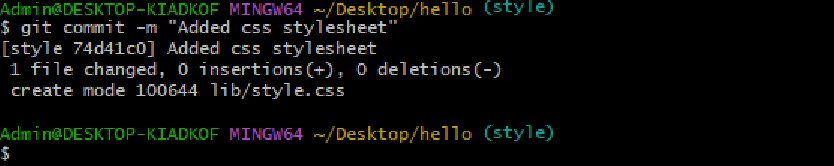 Admin@DESKTOP-KIADKOF MINGW64 ~/Desktop/hello (style)
$ git commit -m "Added css stylesheet"
[style 74d41c0] Added css stylesheet
 1 file changed, 0 insertions(+), 0 deletions(-)
 create mode 100644 lib/style.css
Admin@DESKTOP-KIADKOF MINGW64 ~/Desktop/hello (style)
$